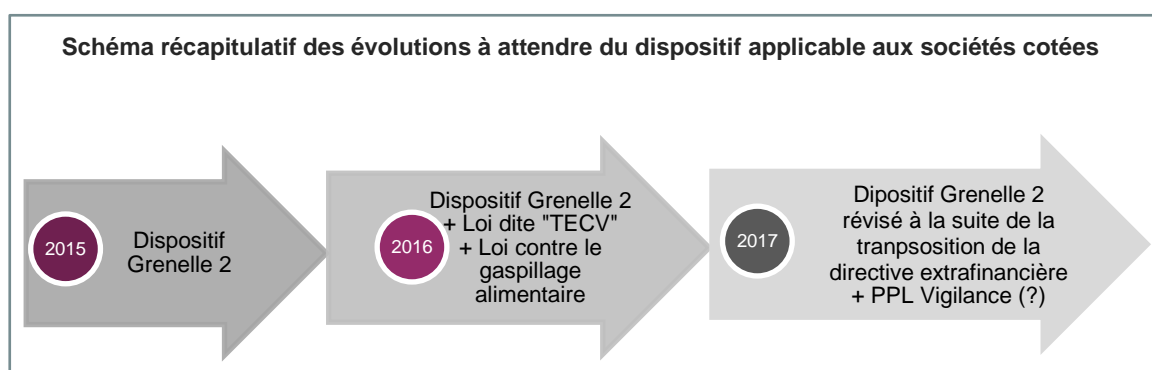 Schéma récapitulatif des évolutions à attendre du dispositif applicable aux sociétés cotées
2015
Dispositif
Grenelle 2
2016
Dispositif Grenelle 2
+ Loi dite "TECV"
+ Loi contre le
gaspillage
alimentaire
2017
Dipositif Grenelle 2
révisé à la suite de la
tranpsosition de la
directive extrafinancière
+ PPL Vigilance (?)